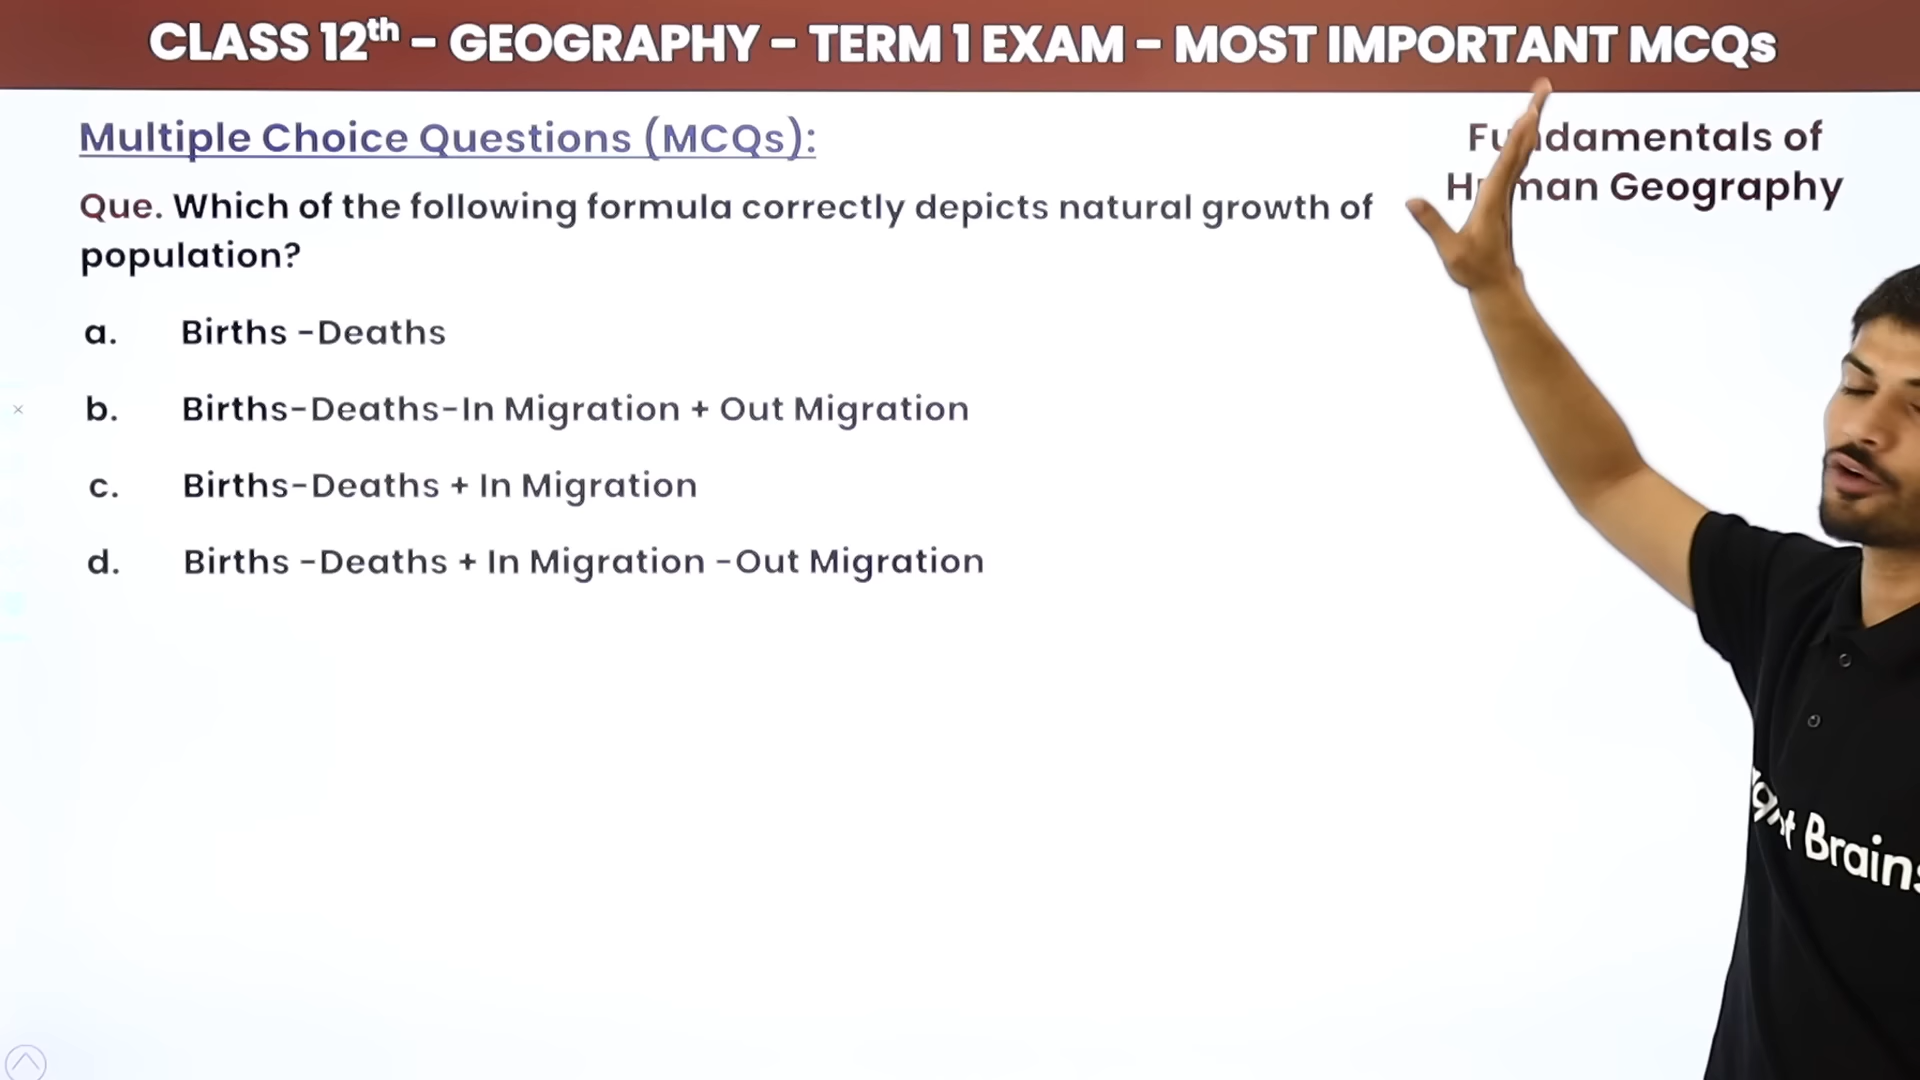 CLASS 12th - GEOGRAPHY - TERM 1 EXAM - MOST IMPORTANT MCQs
Multiple Choice Questions (MCQs):
Fundamentals of
Human Geography
Que. Which of the following formula correctly depicts natural growth of
population?
a. Births -Deaths
b. Births-Deaths-In Migration + Out Migration
c. Births-Deaths + In Migration
d. Births -Deaths + In Migration -Out Migration
Brains